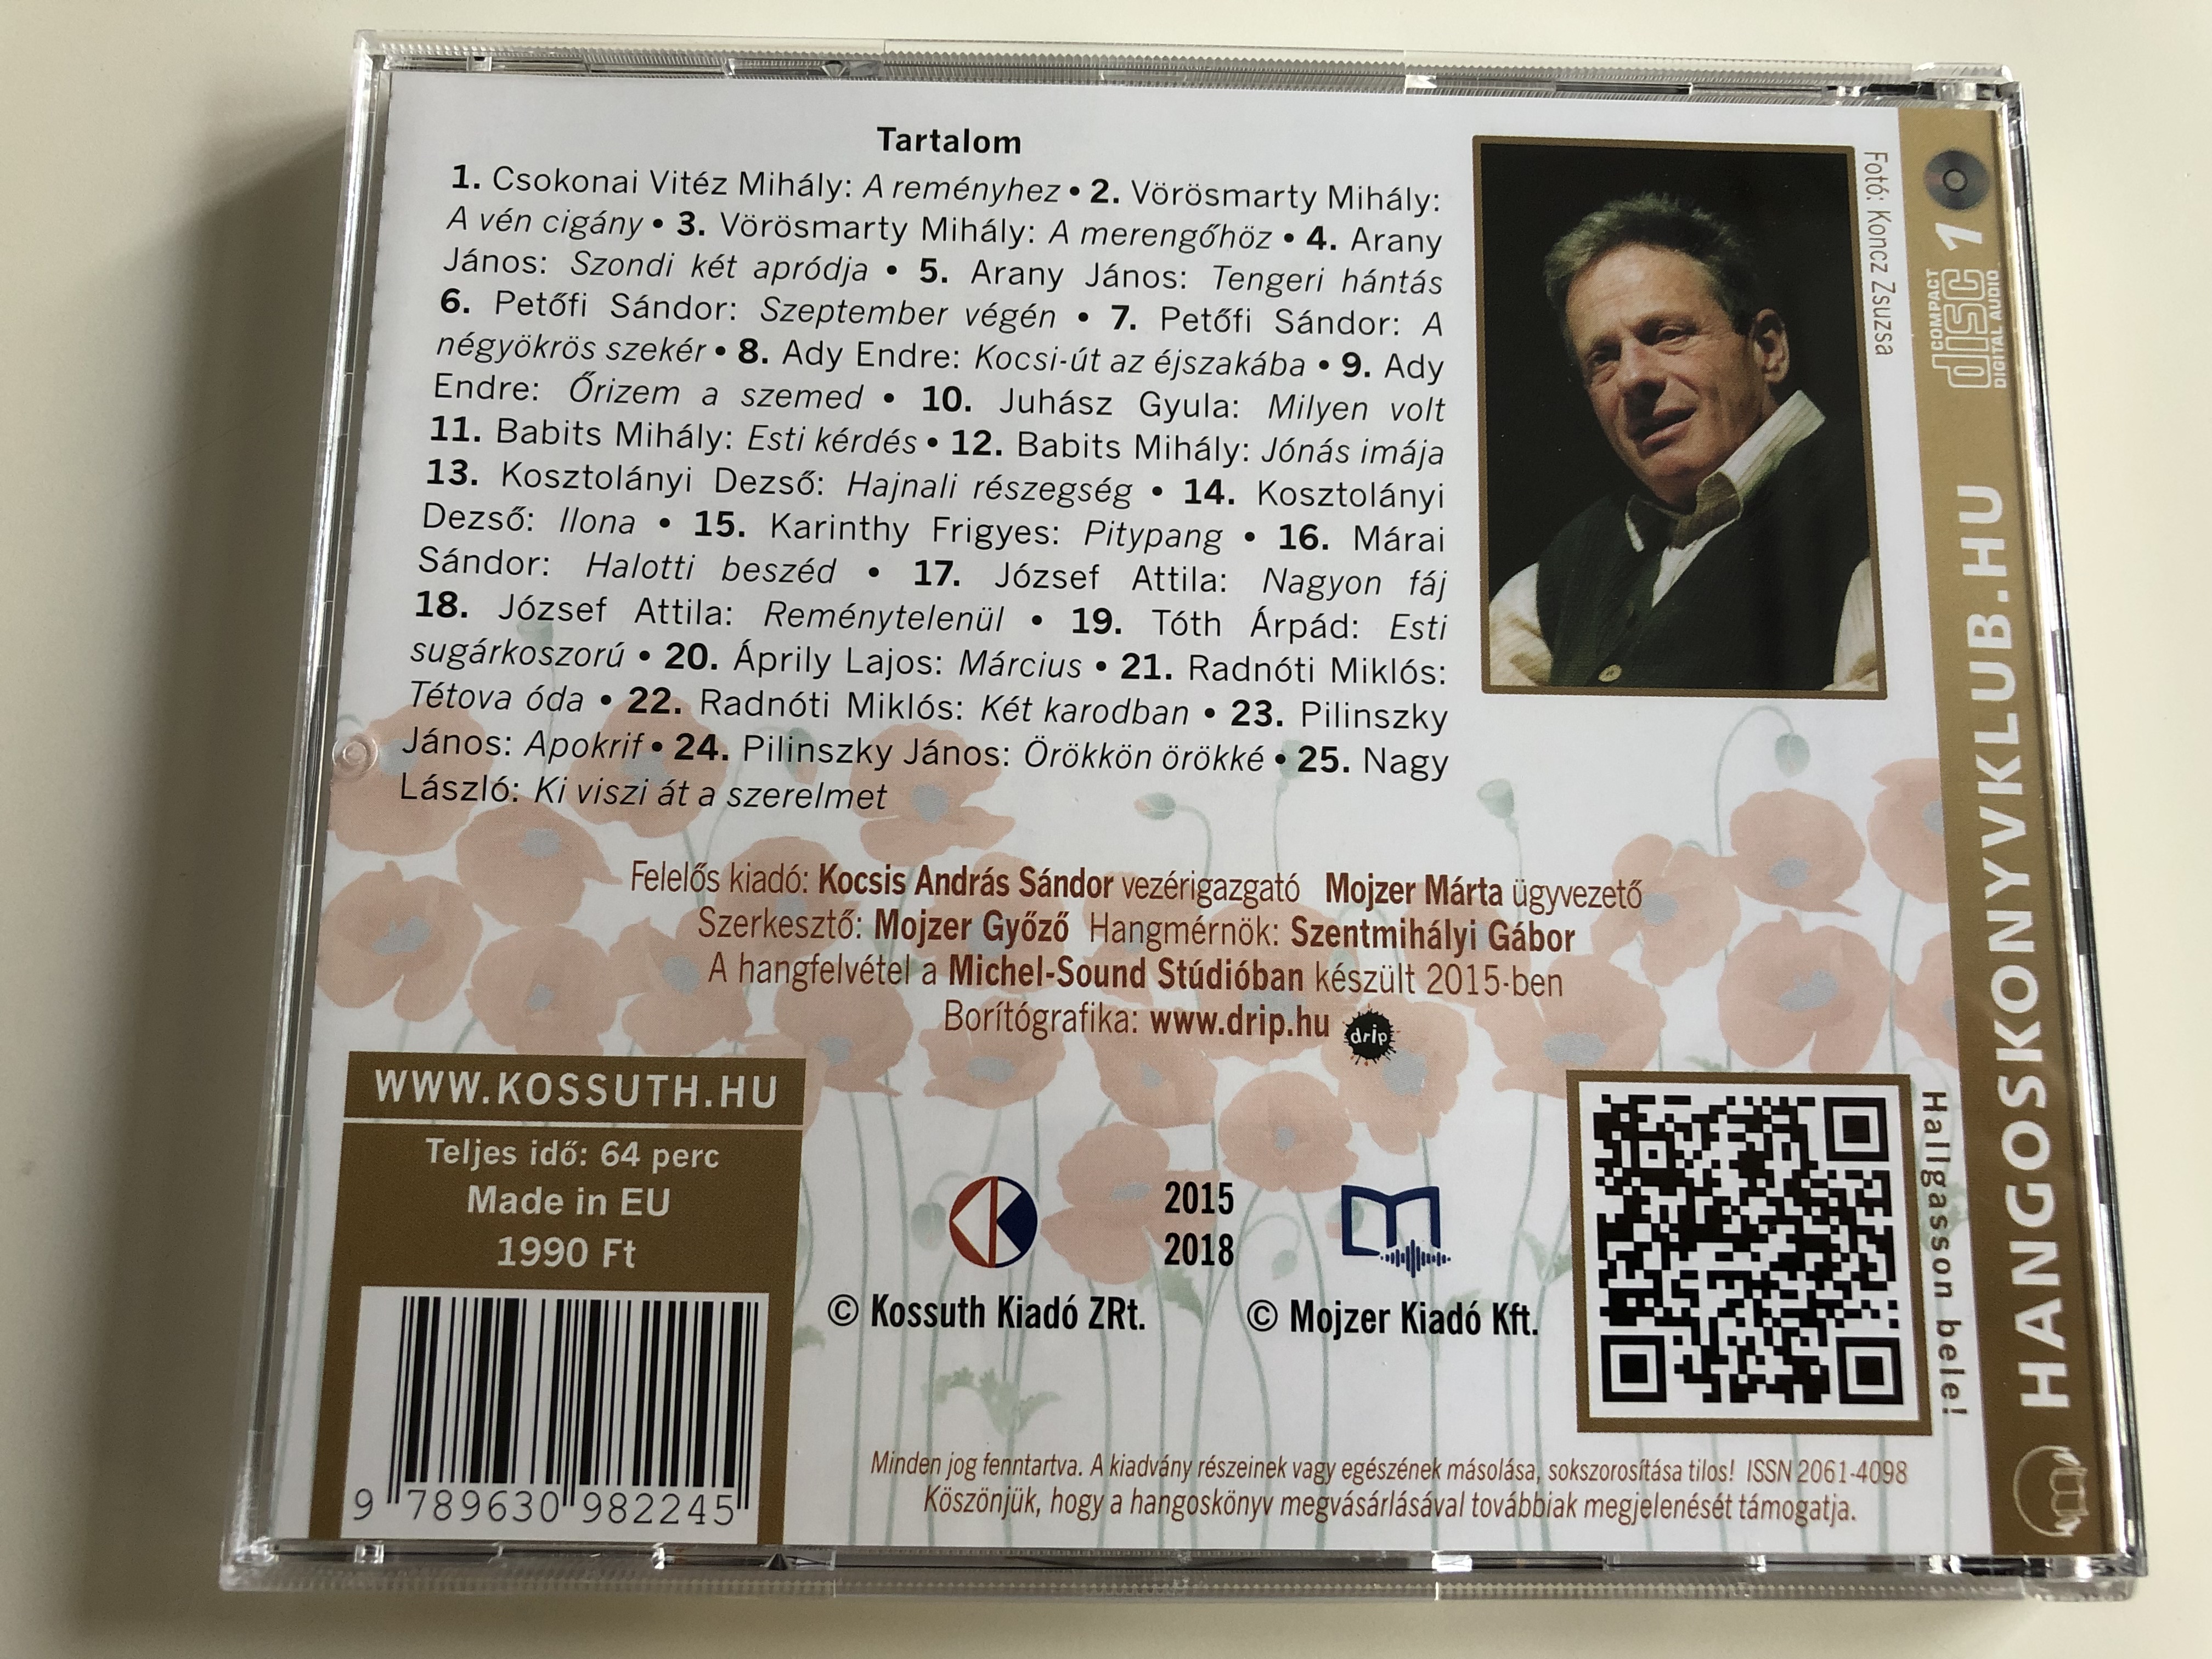 Tartalom
1. Csokonai Vitéz Mihály: A reményhez • 2. Vörösmarty Mihály:
A vén cigány • 3. Vörösmarty Mihály: A merengőhöz • 4. Arany
János: Szondi két apródja • 5. Arany János: Tengeri hántás
6. Petőfi Sándor: Szeptember végén • 7. Petőfi Sándor: A
négyökrös szekér • 8. Ady Endre: Kocsi-út az éjszakába • 9. Ady
Endre: Őrizem a szemed • 10. Juhász Gyula: Milyen volt
11. Babits Mihály: Esti kérdés • 12. Babits Mihály: Jónás imája
13. Kosztolányi Dezső: Hajnali részegség • 14. Kosztolányi
Dezső: Ilona • 15. Karinthy Frigyes: Pitypang • 16. Márai
Sándor: Halotti beszéd • 17. József Attila: Nagyon fáj
18. József Attila: Reménytelenül • 19. Tóth Árpád: Esti
sugárkoszorú • 20. Áprily Lajos: Március • 21. Radnóti Miklós:
Tétova óda • 22. Radnóti Miklós: Két karodban • 23. Pilinszky
János: Apokrif • 24. Pilinszky János: Örökkön örökké • 25. Nagy
László: Ki viszi át a szerelmet
Fotó: Koncz Zsuzsa
Felelős kiadó: Kocsis András Sándor vezérigazgató Mojzer Márta ügyvezető
Szerkesztő: Mojzer Győző Hangmérnök: Szentmihályi Gábor
A hangfelvétel a Michel-Sound Stúdióban készült 2015-ben
Borítógrafika: www.drip.hu drip
WWW.KOSSUTH.HU
Teljes idő: 64 perc
Made in EU
1990 Ft
9 789630 982245
2015
2018
© Kossuth Kiadó ZRt.
© Mojzer Kiadó Kft.
Hallgasson bele!
Minden jog fenntartva. A kiadvány részeinek vagy egészének másolása, sokszorosítása tilos! ISSN 2061-4098
Köszönjük, hogy a hangoskönyv megvásárlásával továbbiak megjelenését támogatja.
1
COMPACT
disc
DIGITAL AUDIO
HANGOSKONYVKLUB.HU